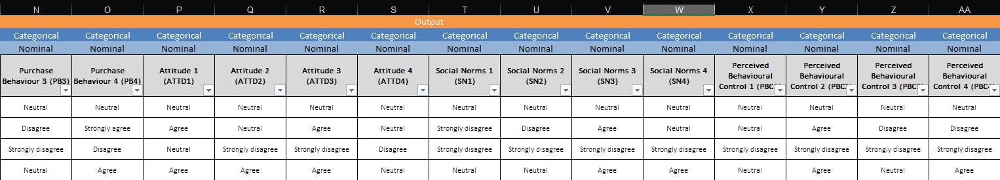 N O P Q R S T U V W X Y Z AA
Output
Categorical Categorical Categorical Categorical Categorical Categorical Categorical Categorical Categorical Categorical Categorical Categorical Categorical Categorical
Nominal Nominal Nominal Nominal Nominal Nominal Nominal Nominal Nominal Nominal Nominal Nominal Nominal Nominal
Purchase Behaviour 3 (PB3) Purchase Behaviour 4 (PB4) Attitude 1 (ATTD1) Attitude 2 (ATTD2) Attitude 3 (ATTD3) Attitude 4 (ATTD4) Social Norms 1 (SN1) Social Norms 2 (SN2) Social Norms 3 (SN3) Social Norms 4 (SN4) Perceived Behavioural Control 1 (PBC Perceived Behavioural Control 2 (PBC Perceived Behavioural Control 3 (PBC Perceived Behavioural Control 4 (PBC
Neutral Neutral Neutral Neutral Neutral Neutral Neutral Neutral Neutral Neutral Neutral Neutral Neutral Neutral
Disagree Strongly agree Agree Neutral Agree Neutral Strongly disagree Disagree Agree Neutral Neutral Agree Disagree Disagree
Strongly disagree Disagree Neutral Strongly disagree Strongly disagree Disagree Strongly disagree Strongly disagree Strongly disagree Strongly disagree Strongly disagree Strongly disagree Strongly disagree Strongly disagree
Neutral Agree Agree Agree Agree Neutral Neutral Neutral Agree Agree Neutral Agree Neutral Agree